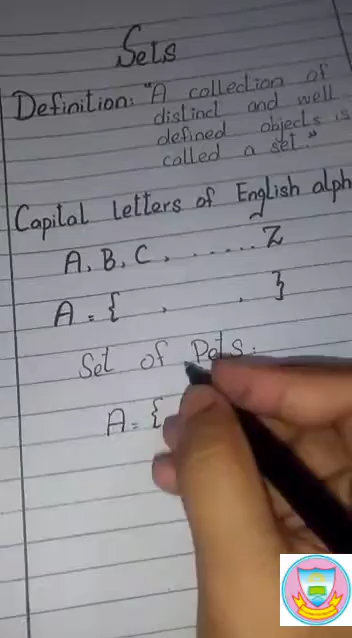 Sets
Definition: "A collection of
distinct and well
defined objects is
called a set."
Capital letters of English alph
A, B, C, . . . . . . Z
A = { , , }
Set of Pets:
A = {